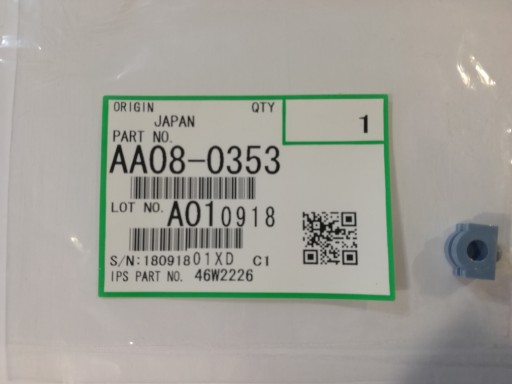 ORIGIN QTY
JAPAN 1
PART NO.
AA08-0353
LOT NO. A010918
S/N:18091801XD C1
IPS PART NO. 46W2226